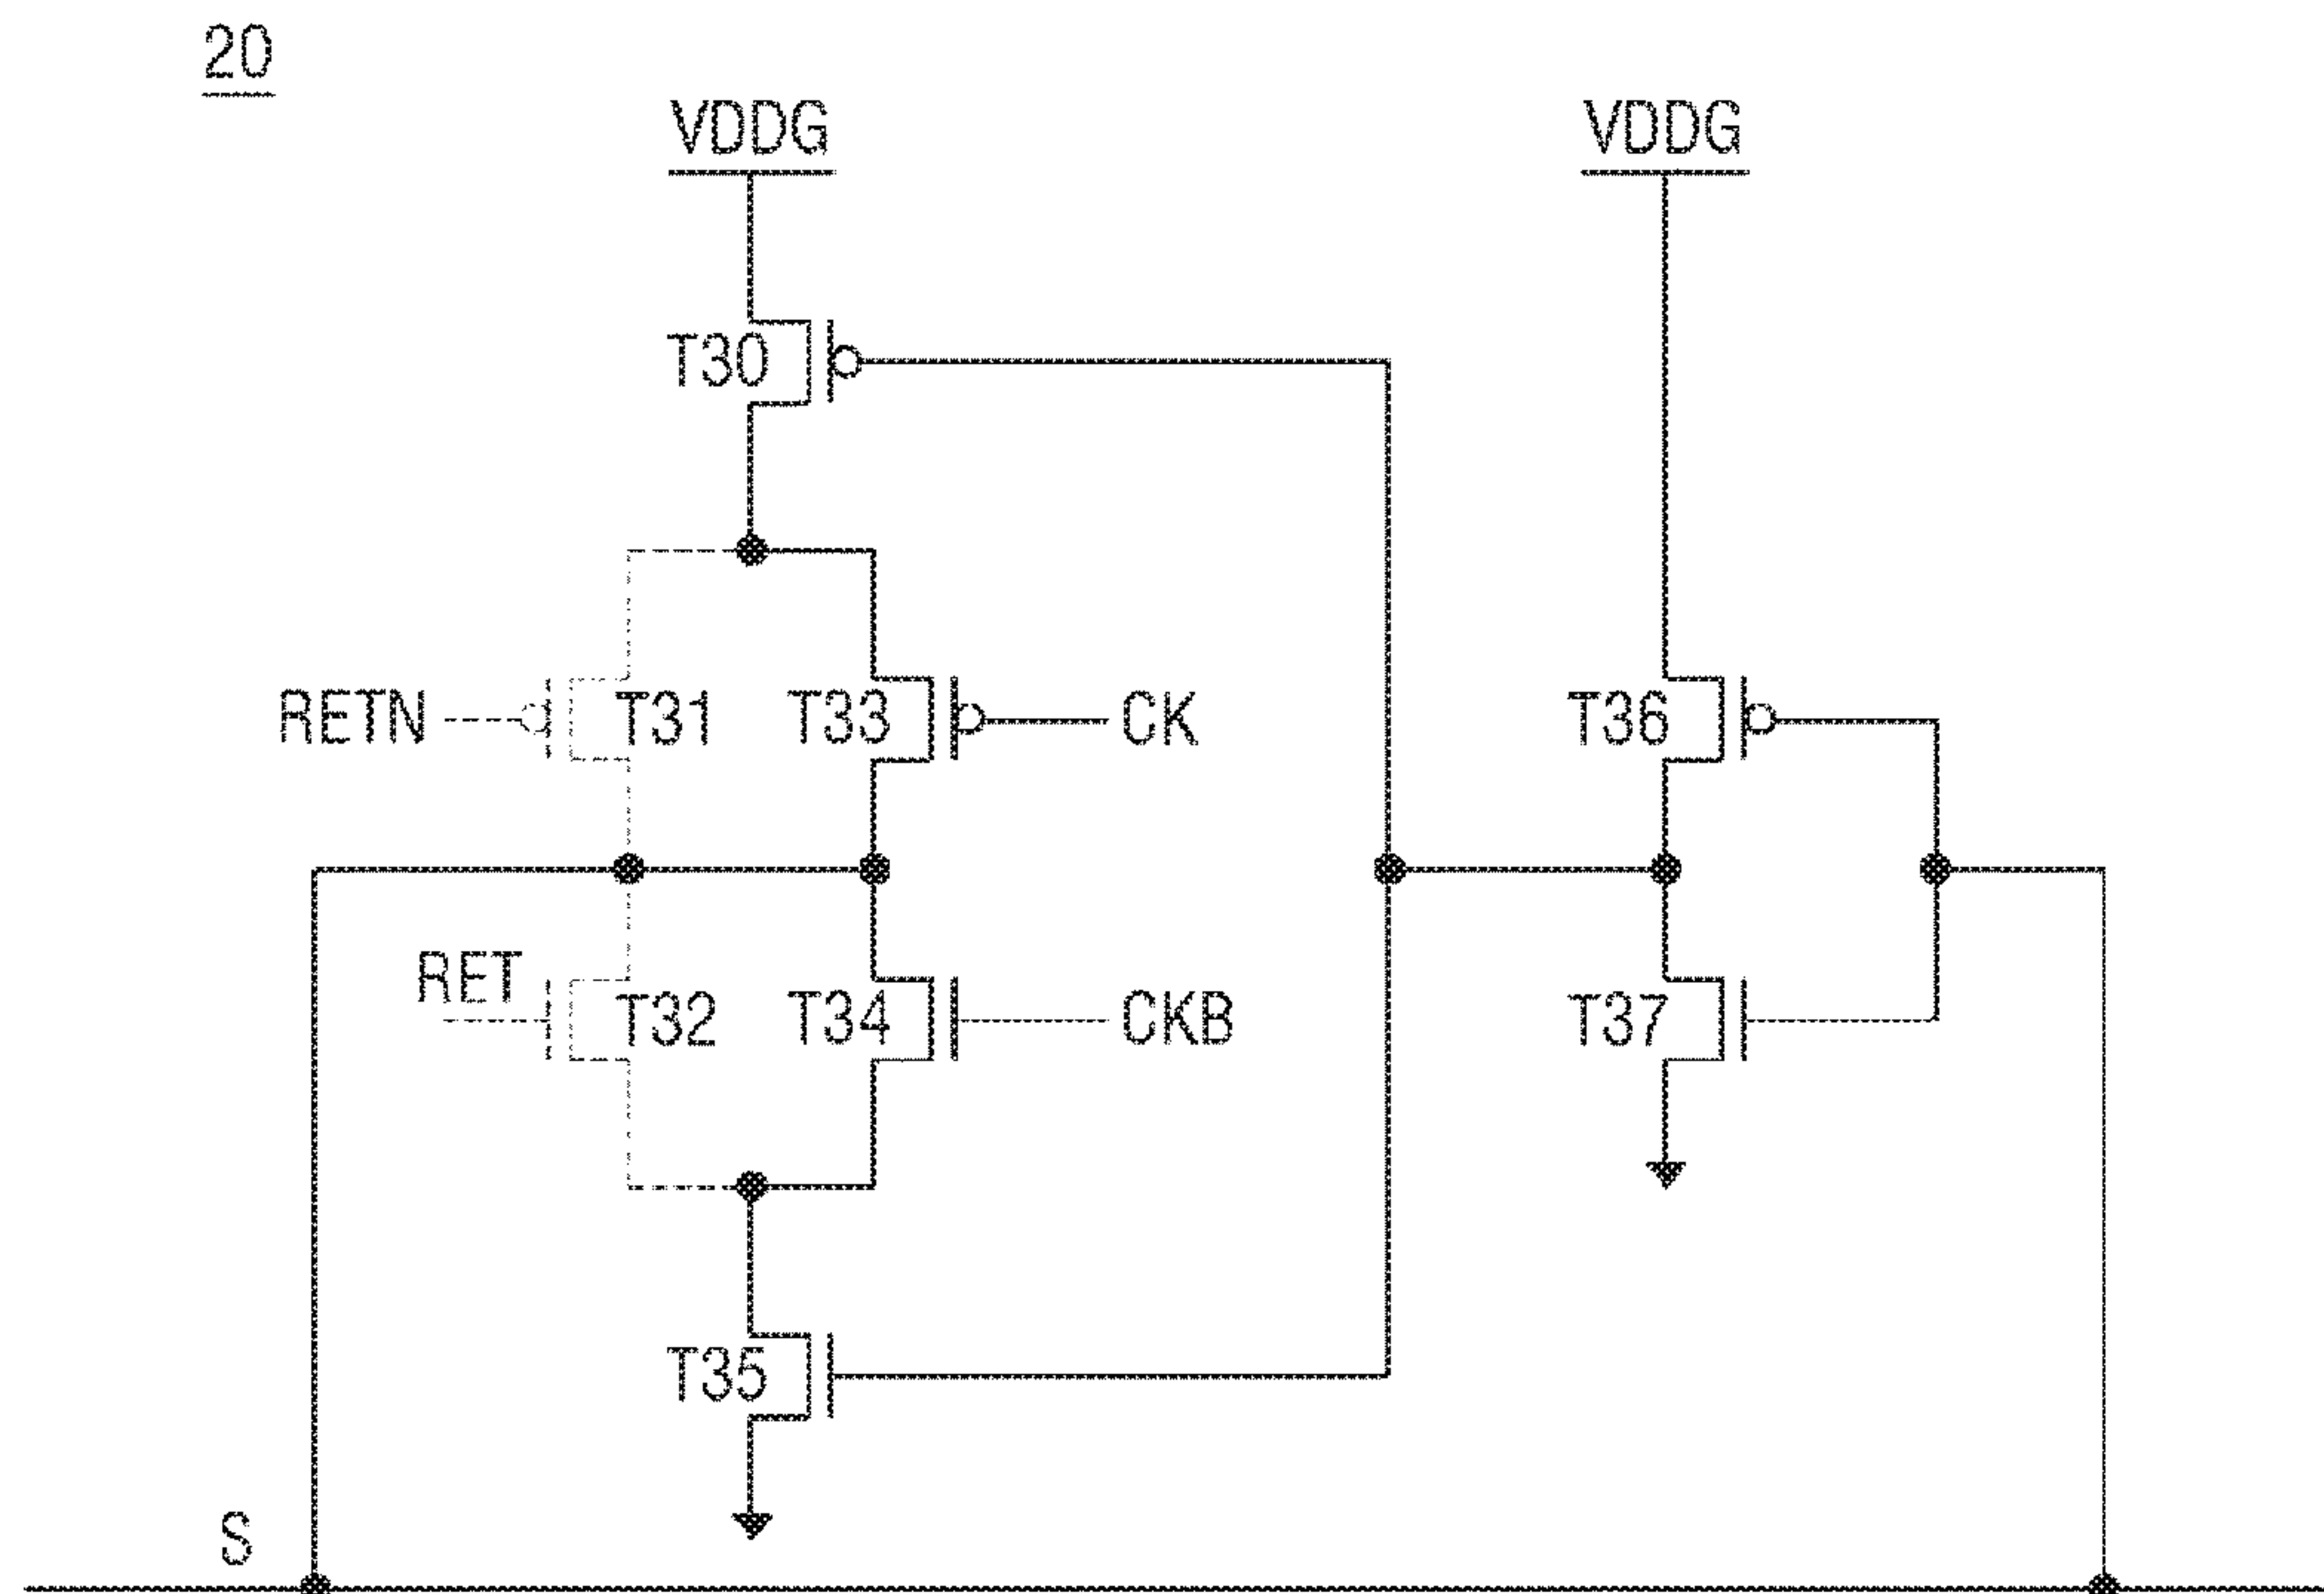 20
VDDG VDDG
T30
RETN T31 T33 CK T36
RET T32 T34 CKB T37
T35
S